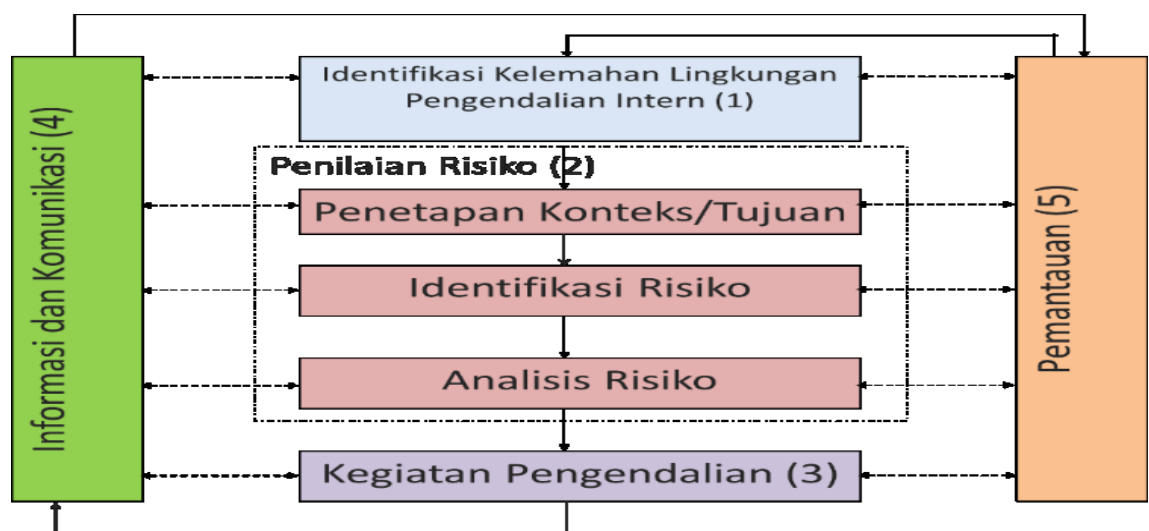 Informasi dan Komunikasi (4)
Identifikasi Kelemahan Lingkungan
Pengendalian Intern (1)
Penilaian Risiko (2)
Penetapan Konteks/Tujuan
Identifikasi Risiko
Analisis Risiko
Kegiatan Pengendalian (3)
Pemantauan (5)